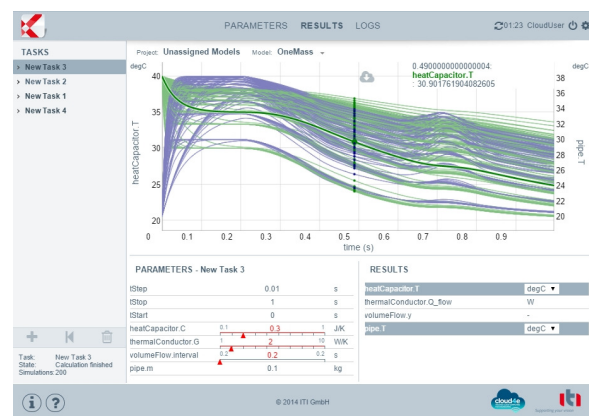 PARAMETERS RESULTS LOGS
01:23 CloudUser
TASKS
New Task 3
New Task 2
New Task 1
New Task 4
Project: Unassigned Models Model: OneMass
degC
degC
0.4900000000000004:
heatCapacitor.T
: 30.901761904082605
40
35
30
25
20
heatCapacitor.T
38
36
34
32
30
28
26
24
22
20
pipe.T
0 0.1 0.2 0.3 0.4 0.5 0.6 0.7 0.8 0.9
time (s)
PARAMETERS - New Task 3
tStep 0.01 s
tStop 1 s
tStart 0 s
heatCapacitor.C 0.1 0.3 1 J/K
thermalConductor.G 1 2 10 W/K
volumeFlow.interval 0.2 0.2 0.2 s
pipe.m 0.1 kg
RESULTS
heatCapacitor.T degC
thermalConductor.Q_flow W
volumeFlow.y -
pipe.T degC
Task: New Task 3
State: Calculation finished
Simulations: 200
© 2014 ITI GmbH
cloud4e
iti